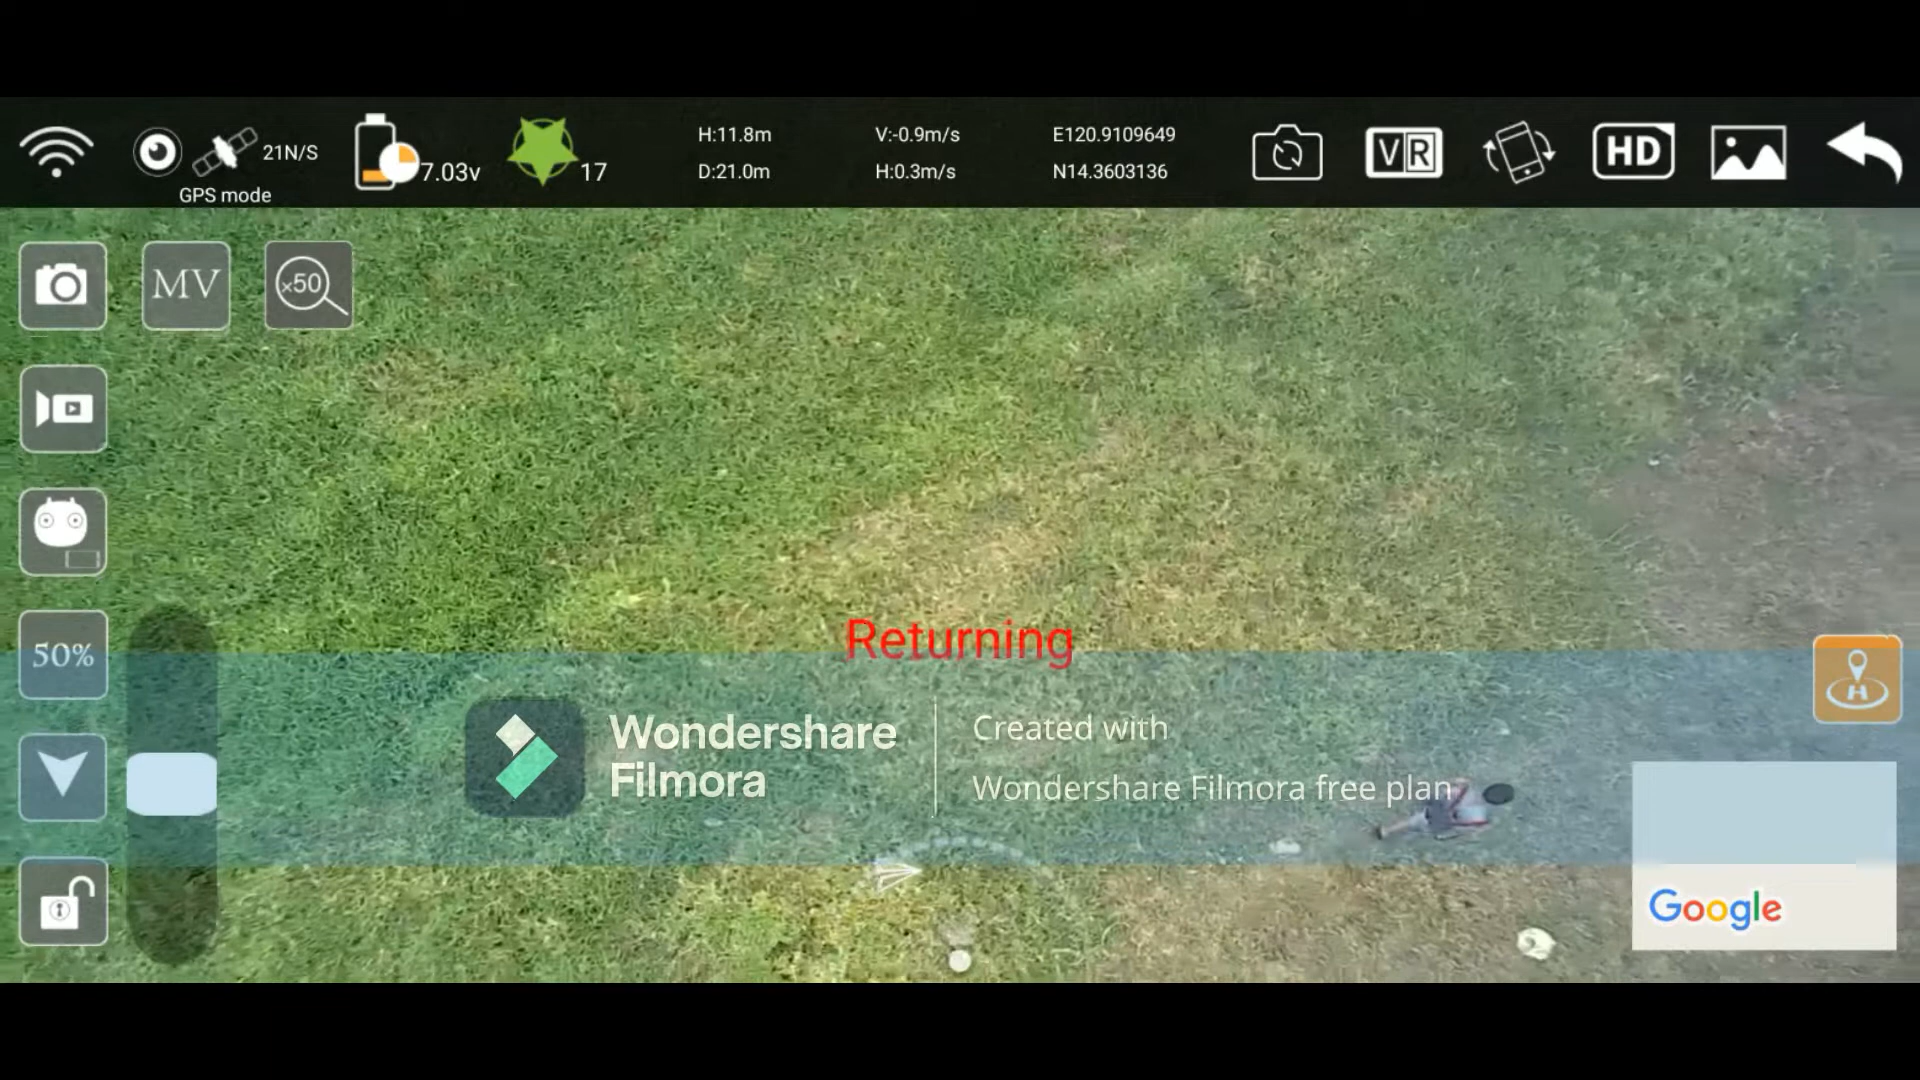 21N/S
GPS mode
7.03v
17
H:11.8m
D:21.0m
V:-0.9m/s
H:0.3m/s
E120.9109649
N14.3603136
VR
HD
MV
×50
50%
Returning
H
Wondershare
Filmora
Created with
Wondershare Filmora free plan
Google